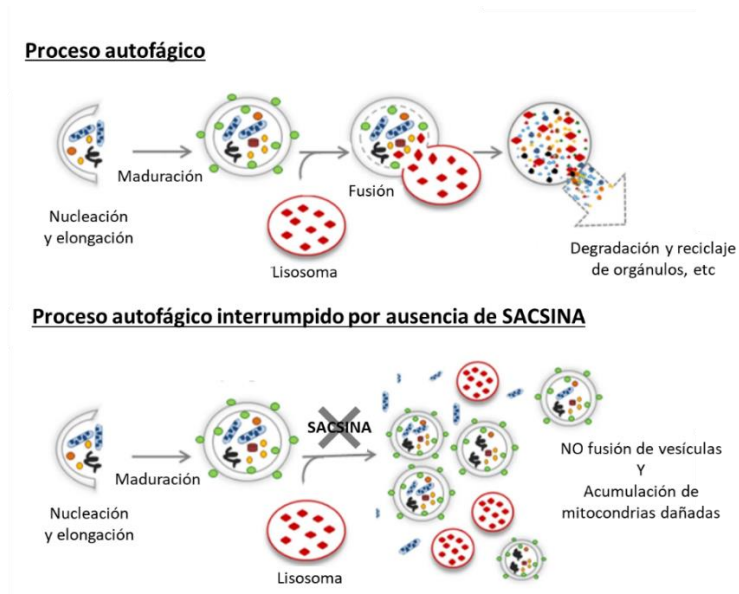 Proceso autofágico
Maduración
Fusión
Nucleación
y elongación
Lisosoma
Degradación y reciclaje
de orgánulos, etc
Proceso autofágico interrumpido por ausencia de SACSINA
SACSINA
Maduración
NO fusión de vesículas
Y
Acumulación de
mitocondrias dañadas
Nucleación
y elongación
Lisosoma